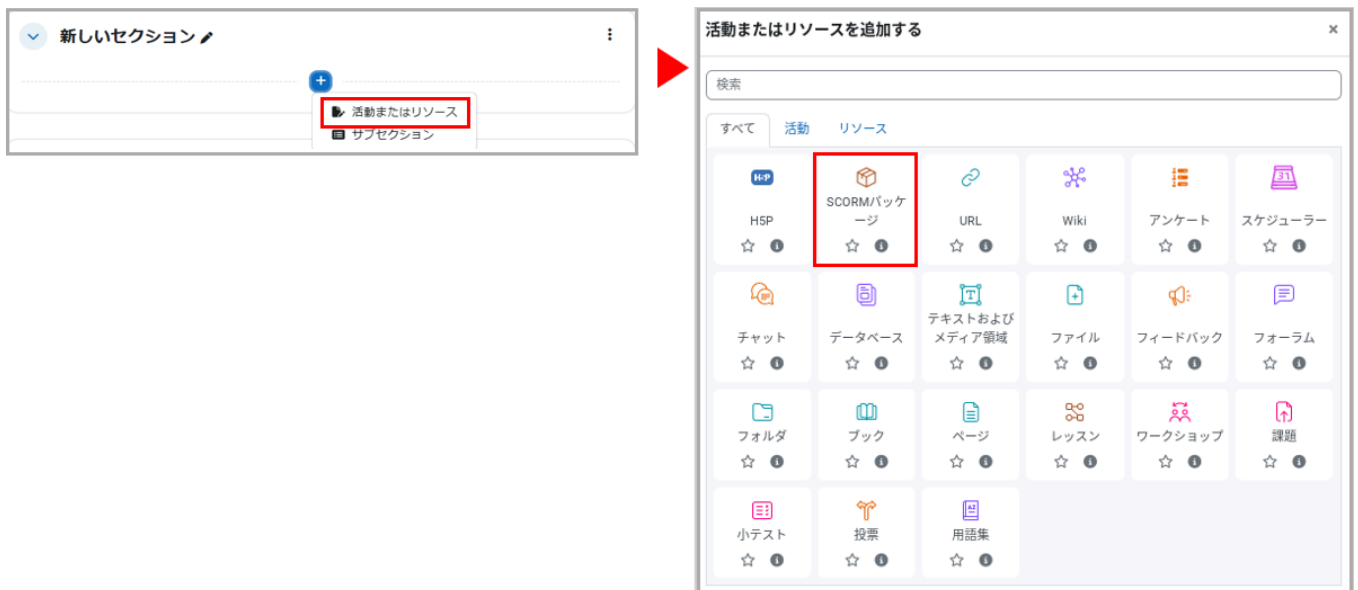 新しいセクション
活動またはリソース
サブセクション
活動またはリソースを追加する
×
検索
すべて 活動 リソース
H5P
SCORMパッケ
ージ
URL
Wiki
アンケート
31
スケジューラー
チャット
データベース
T
テキストおよび
メディア領域
ファイル
フィードバック
フォーラム
フォルダ
ブック
ページ
レッスン
ワークショップ
課題
小テスト
投票
AZ
用語集